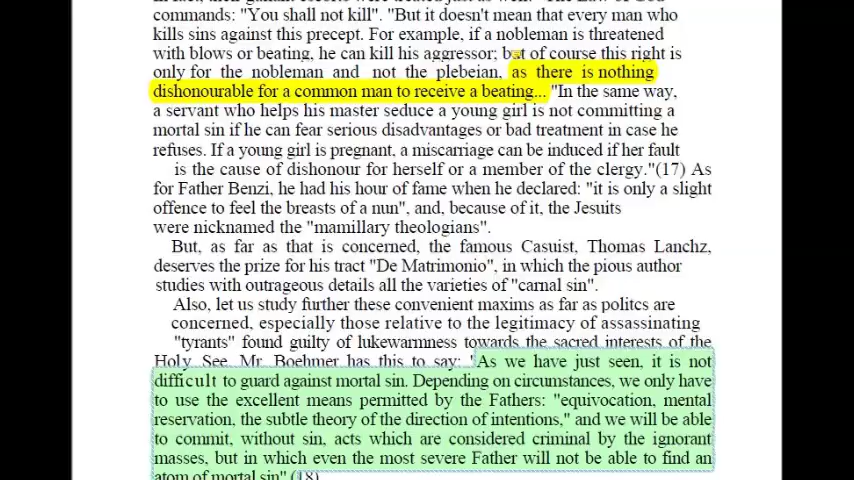 commands: "You shall not kill". "But it doesn't mean that every man who
kills sins against this precept. For example, if a nobleman is threatened
with blows or beating, he can kill his aggressor; but of course this right is
only for the nobleman and not the plebeian, as there is nothing
dishonourable for a common man to receive a beating... "In the same way,
a servant who helps his master seduce a young girl is not committing a
mortal sin if he can fear serious disadvantages or bad treatment in case he
refuses. If a young girl is pregnant, a miscarriage can be induced if her fault
is the cause of dishonour for herself or a member of the clergy."(17) As
for Father Benzi, he had his hour of fame when he declared: "it is only a slight
offence to feel the breasts of a nun", and, because of it, the Jesuits
were nicknamed the "mamillary theologians".
But, as far as that is concerned, the famous Casuist, Thomas Lanchz,
deserves the prize for his tract "De Matrimonio", in which the pious author
studies with outrageous details all the varieties of "carnal sin".
Also, let us study further these convenient maxims as far as politcs are
concerned, especially those relative to the legitimacy of assassinating
"tyrants" found guilty of lukewarmness towards the sacred interests of the
Holy See. Mr. Boehmer has this to say: "As we have just seen, it is not
difficult to guard against mortal sin. Depending on circumstances, we only have
to use the excellent means permitted by the Fathers: "equivocation, mental
reservation, the subtle theory of the direction of intentions," and we will be able
to commit, without sin, acts which are considered criminal by the ignorant
masses, but in which even the most severe Father will not be able to find an
atom of mortal sin" (18)